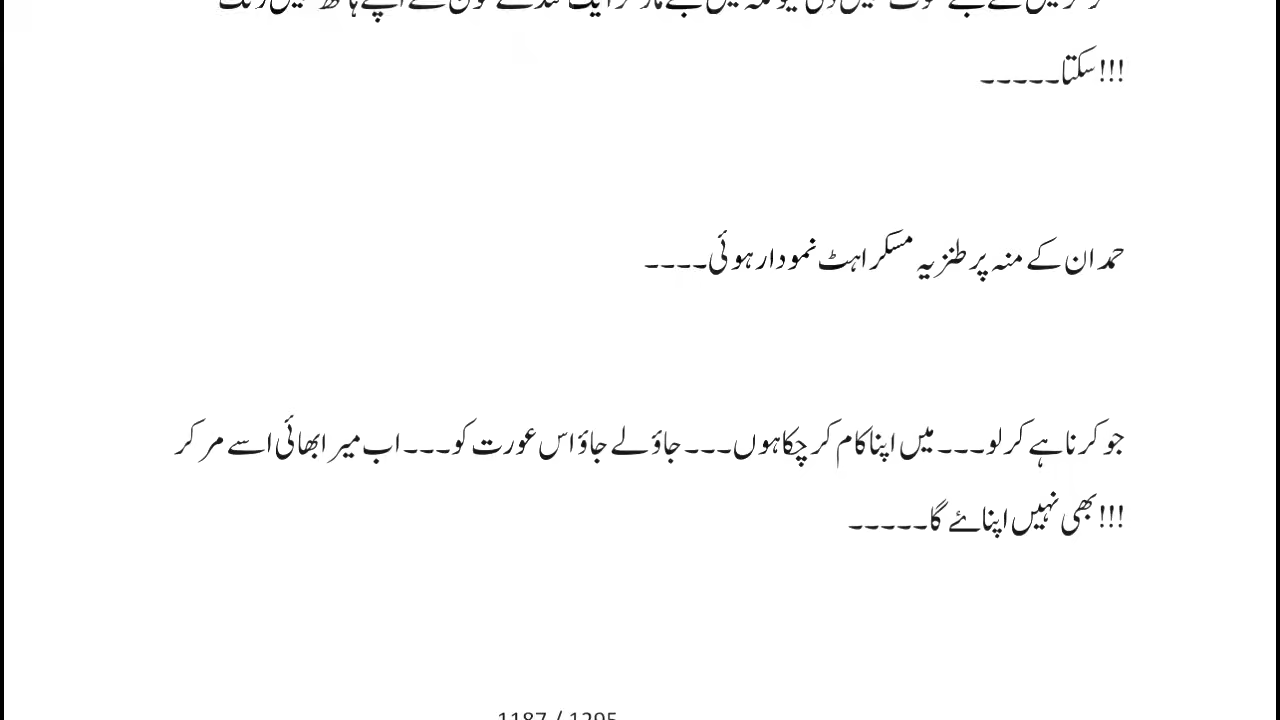 سکتا۔۔۔۔۔!!!
حمدان کے منہ پر طنزیہ مسکراہٹ نمودار ہوئی۔۔۔۔
جو کرنا ہے کر لو۔۔۔ میں اپنا کام کر چکا ہوں۔۔۔ جاؤ لے جاؤ اس عورت کو۔۔۔ اب میرا بھائی اسے مر کر
بھی نہیں اپنائے گا۔۔۔۔۔!!!
1187 / 1295